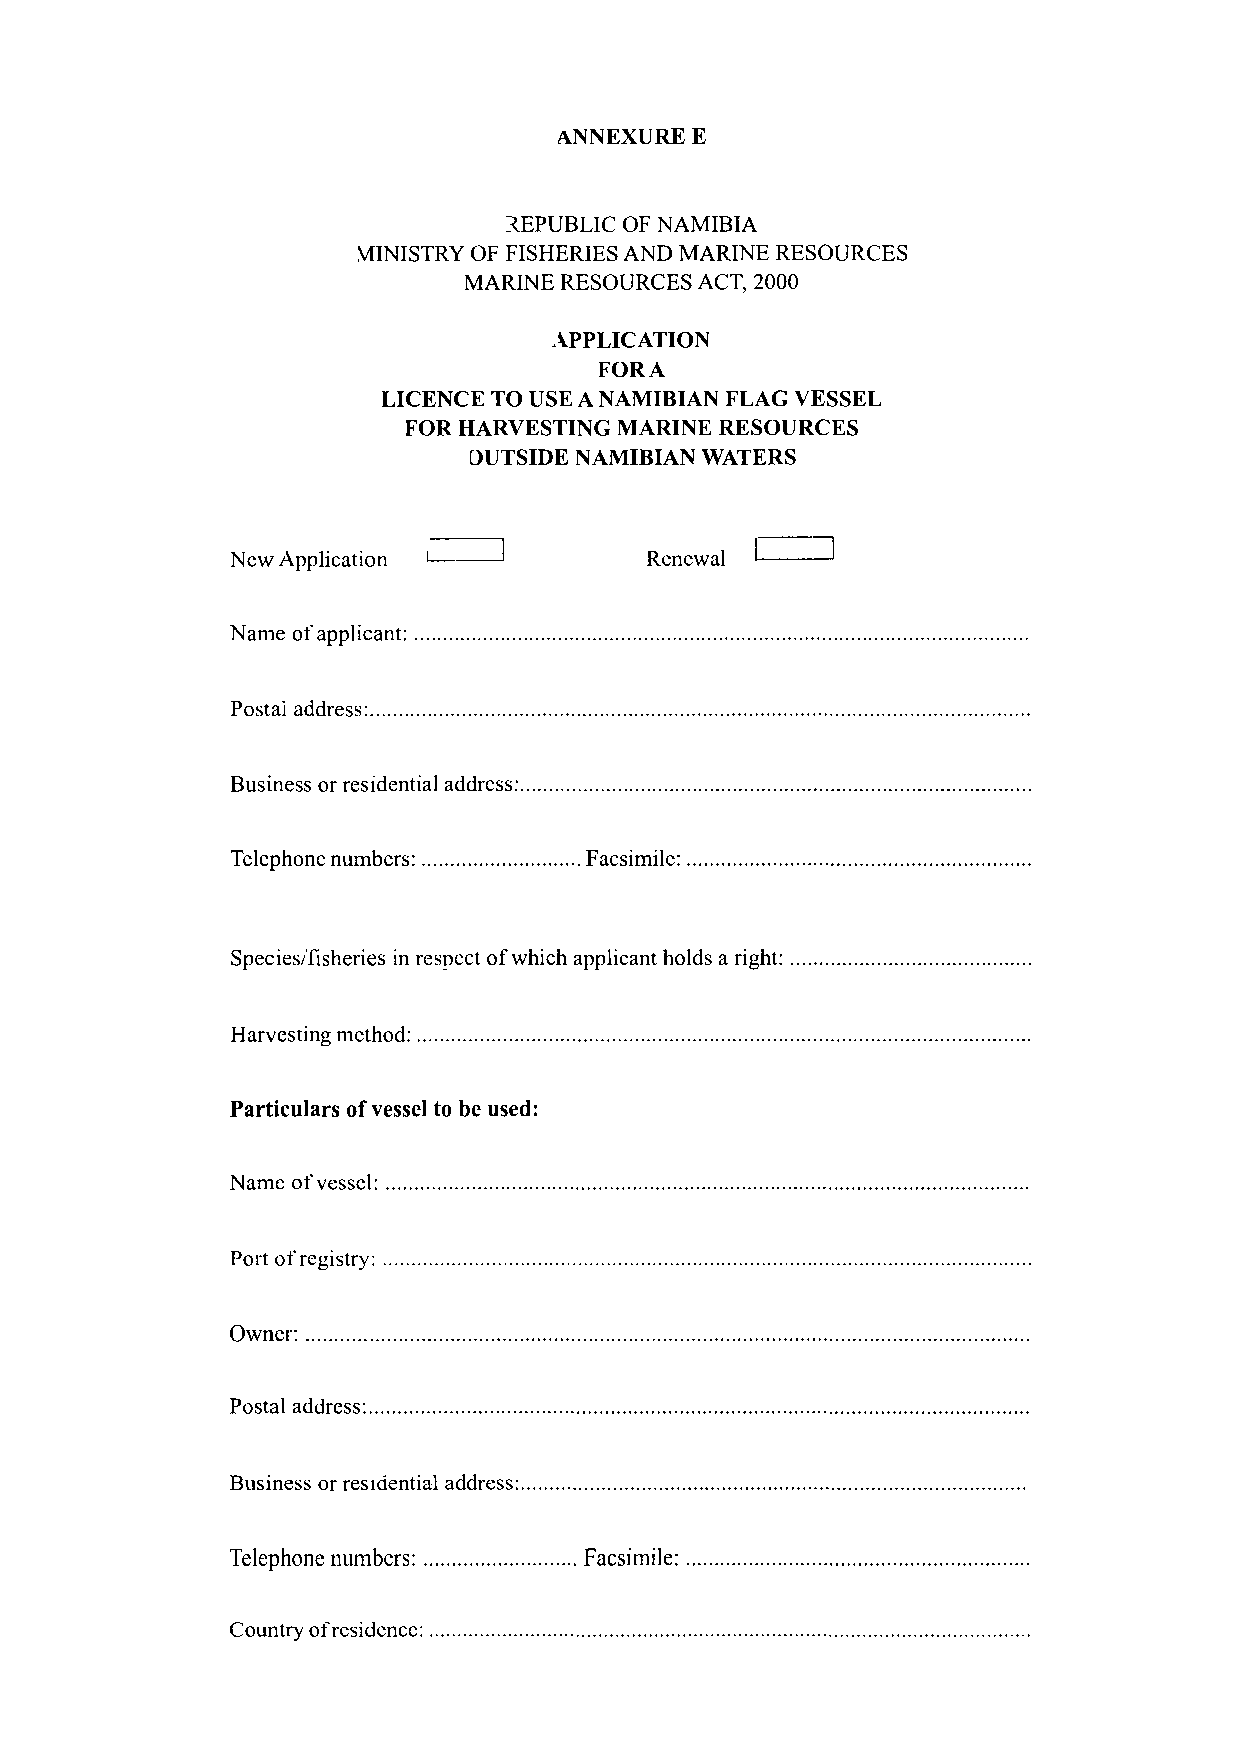 ANNEXURE E
REPUBLIC OF NAMIBIA
MINISTRY OF FISHERIES AND MARINE RESOURCES
MARINE RESOURCES ACT, 2000
APPLICATION
FOR A
LICENCE TO USE A NAMIBIAN FLAG VESSEL
FOR HARVESTING MARINE RESOURCES
OUTSIDE NAMIBIAN WATERS
New Application Renewal
Name of applicant: ....................
Postal address:....................
Business or residential address:....................
Telephone numbers: .................... Facsimile: ....................
Species/fisheries in respect of which applicant holds a right: ....................
Harvesting method: ....................
Particulars of vessel to be used:
Name of vessel: ....................
Port of registry: ....................
Owner: ....................
Postal address:....................
Business or residential address:....................
Telephone numbers: .................... Facsimile: ....................
Country of residence: ....................